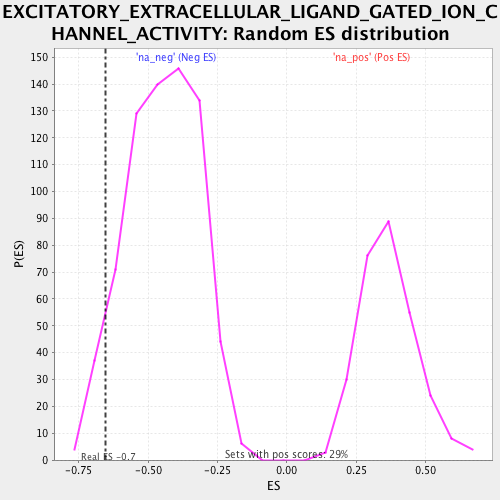 EXCITATORY_EXTRACELLULAR_LIGAND_GATED_ION_C
HANNEL_ACTIVITY: Random ES distribution
'na_neg' (Neg ES)
'na_pos' (Pos ES)
150
140
130
120
110
100
90
80
70
60
50
40
30
20
10
0
P(ES)
Real ES -0.7
Sets with pos scores: 29%
-0.75
-0.50
-0.25
0.00
0.25
0.50
ES